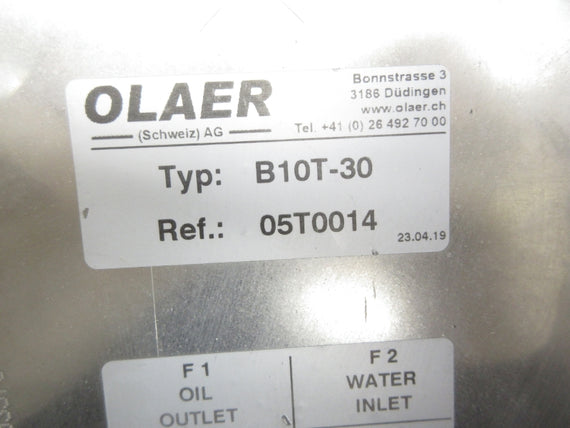 OLAER
(Schweiz) AG
Bonnstrasse 3
3186 Düdingen
www.olaer.ch
Tel. +41 (0) 26 492 70 00
Typ: B10T-30
Ref.: 05T0014
23.04.19
F 1
OIL
OUTLET
F 2
WATER
INLET